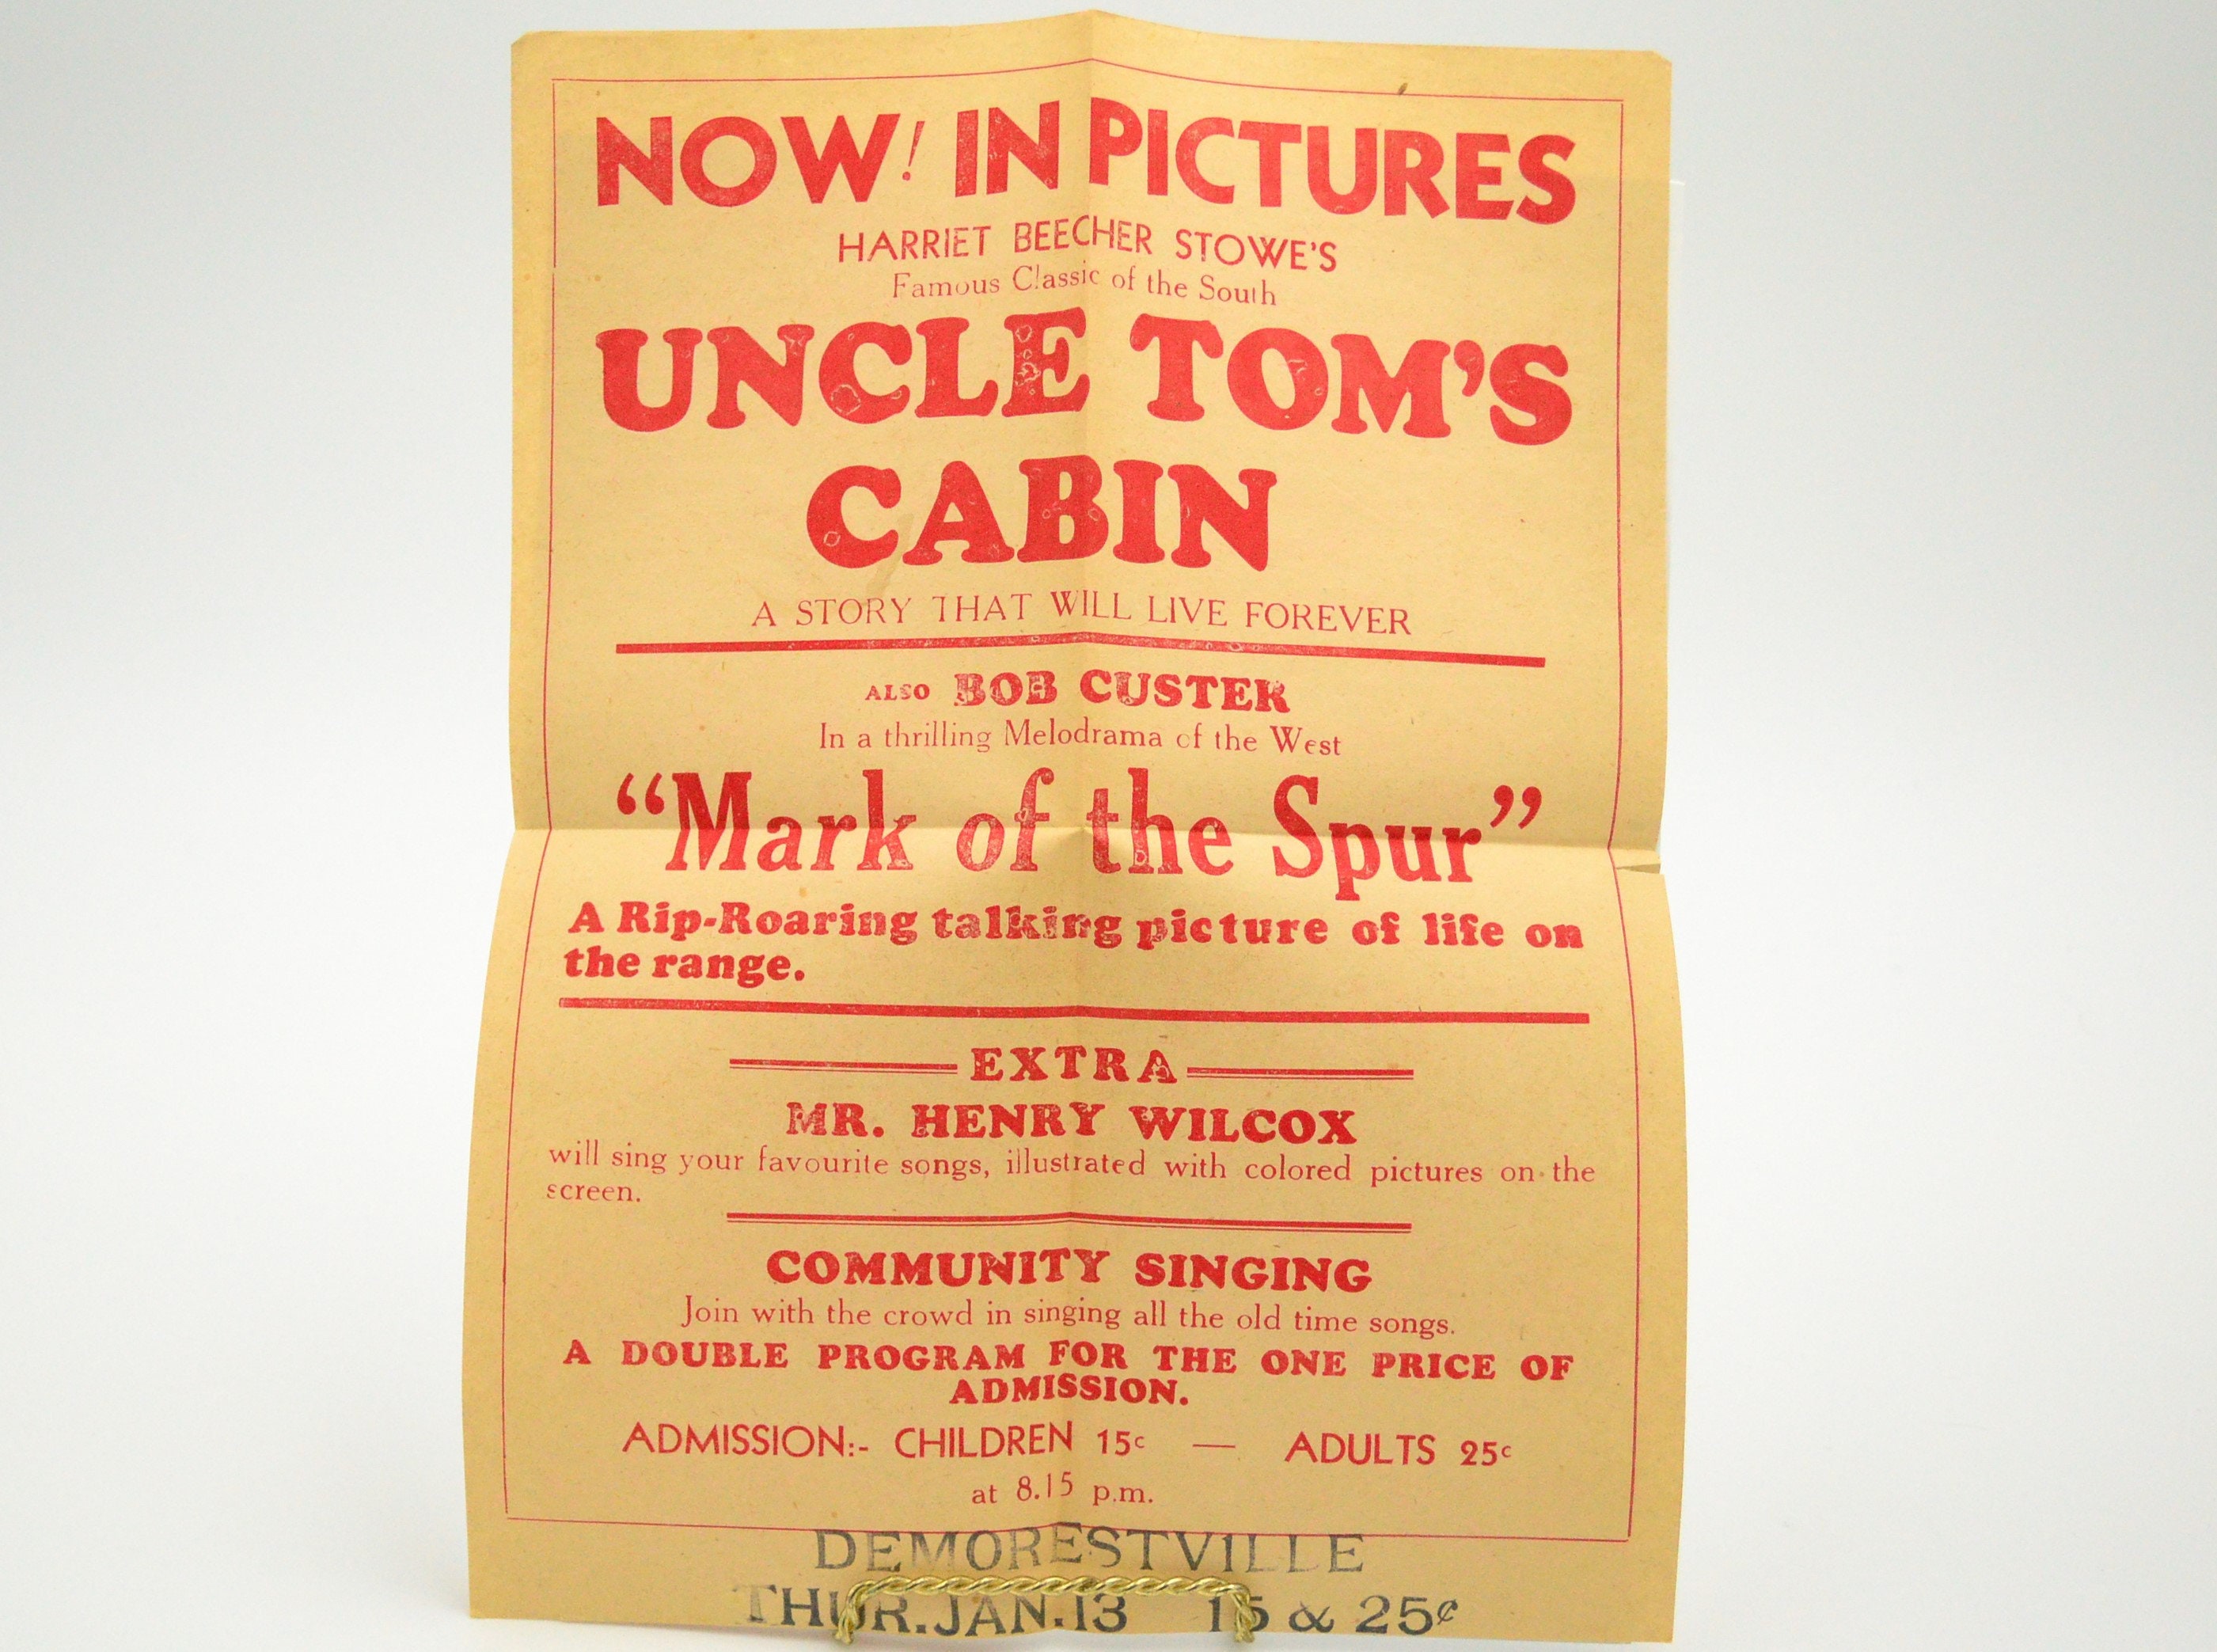 NOW! IN PICTURES
HARRIET BEECHER STOWE'S
Famous Classic of the South
UNCLE TOM'S
CABIN
A STORY THAT WILL LIVE FOREVER
ALSO BOB CUSTER
In a thrilling Melodrama of the West
“Mark of the Spur”
A Rip-Roaring talking picture of life on
the range.
EXTRA
MR. HENRY WILCOX
will sing your favourite songs, illustrated with colored pictures on the
screen.
COMMUNITY SINGING
Join with the crowd in singing all the old time songs.
A DOUBLE PROGRAM FOR THE ONE PRICE OF
ADMISSION.
ADMISSION:- CHILDREN 15c — ADULTS 25c
at 8.15 p.m.
DEMORESTVILLE
THUR. JAN. 13 15 & 25¢